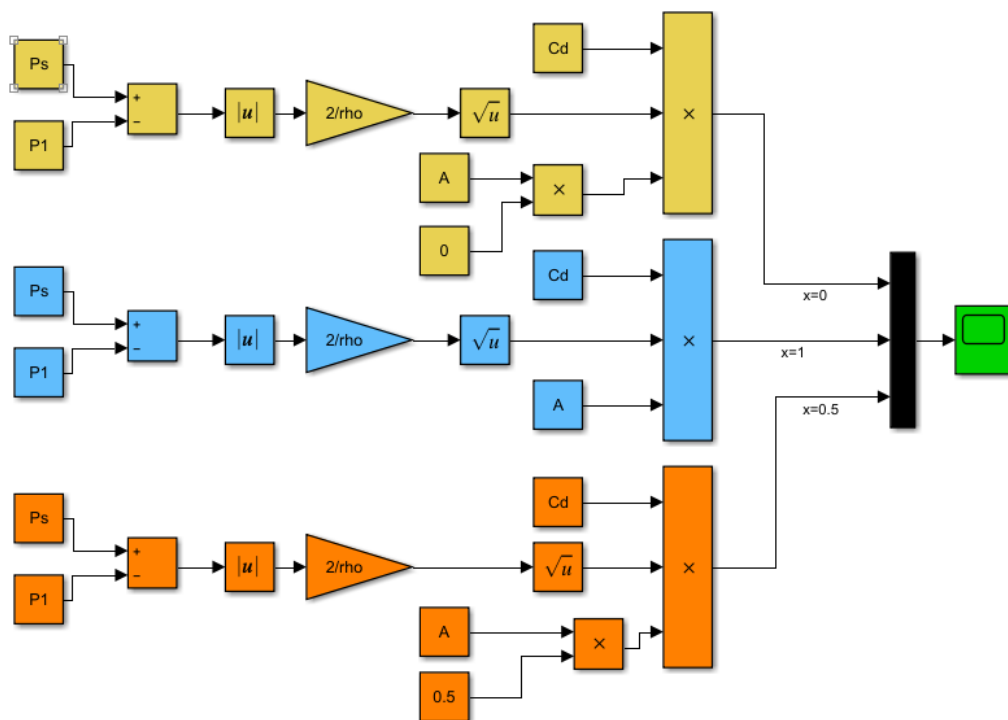 Ps
P1
+
−
|u|
2/rho
√u
Cd
A
0
×
×
x=0
Ps
P1
+
−
|u|
2/rho
√u
Cd
A
×
x=1
Ps
P1
+
−
|u|
2/rho
√u
Cd
A
0.5
×
×
x=0.5